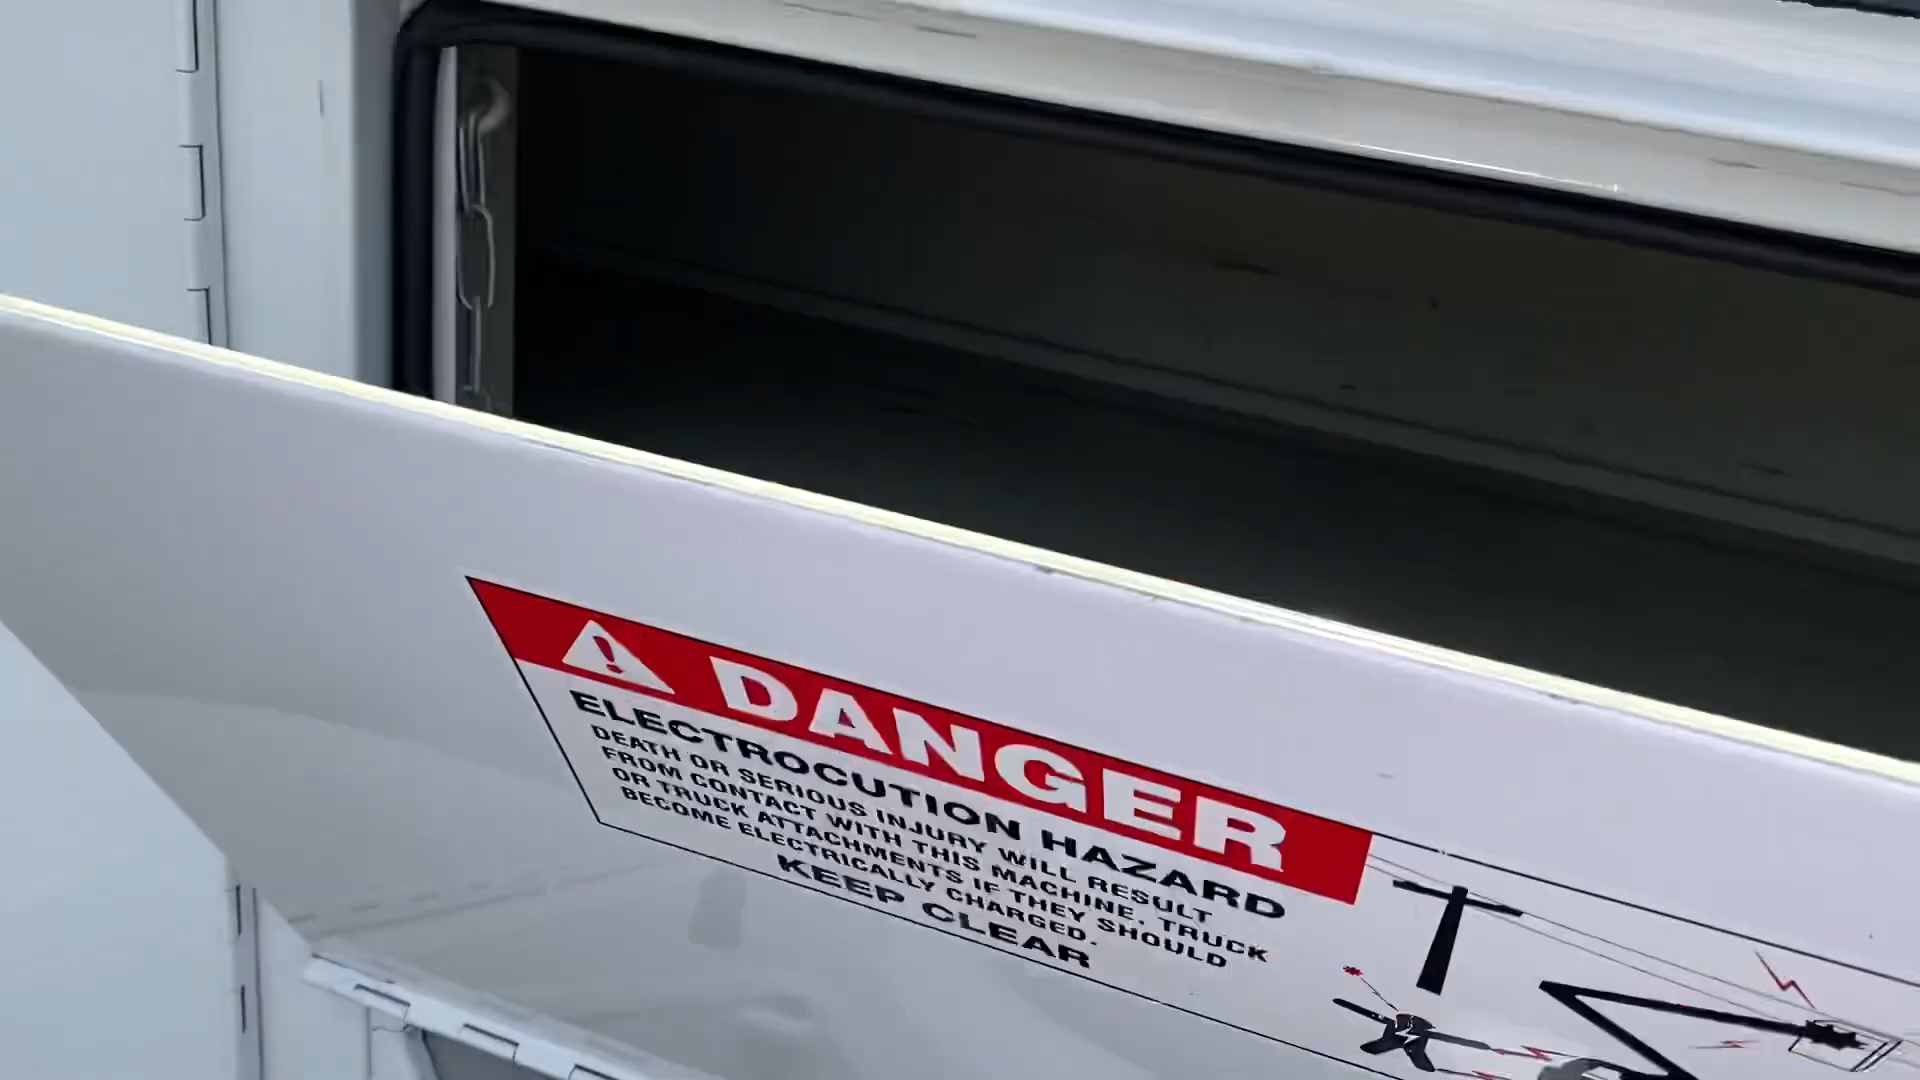 DANGER
ELECTROCUTION HAZARD
DEATH OR SERIOUS INJURY WILL RESULT
FROM CONTACT WITH THIS MACHINE. TRUCK
OR TRUCK ATTACHMENTS IF THEY SHOULD
BECOME ELECTRICALLY CHARGED.
KEEP CLEAR